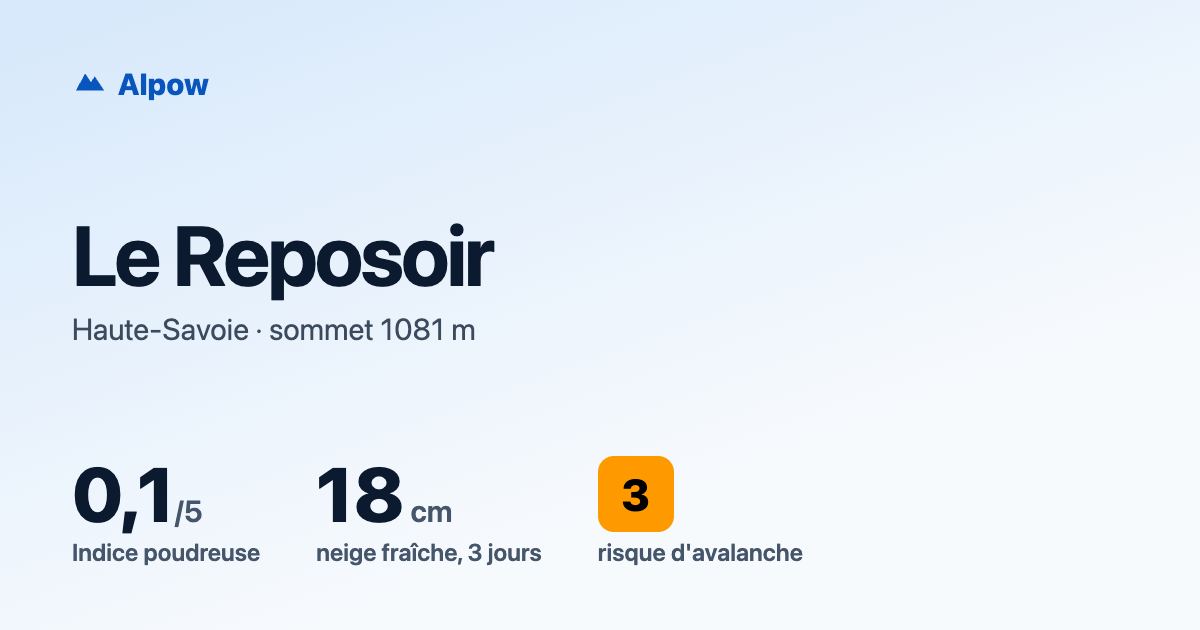 Alpow
Le Reposoir
Haute-Savoie · sommet 1081 m
0,1/5
Indice poudreuse
18 cm
neige fraîche, 3 jours
3
risque d'avalanche